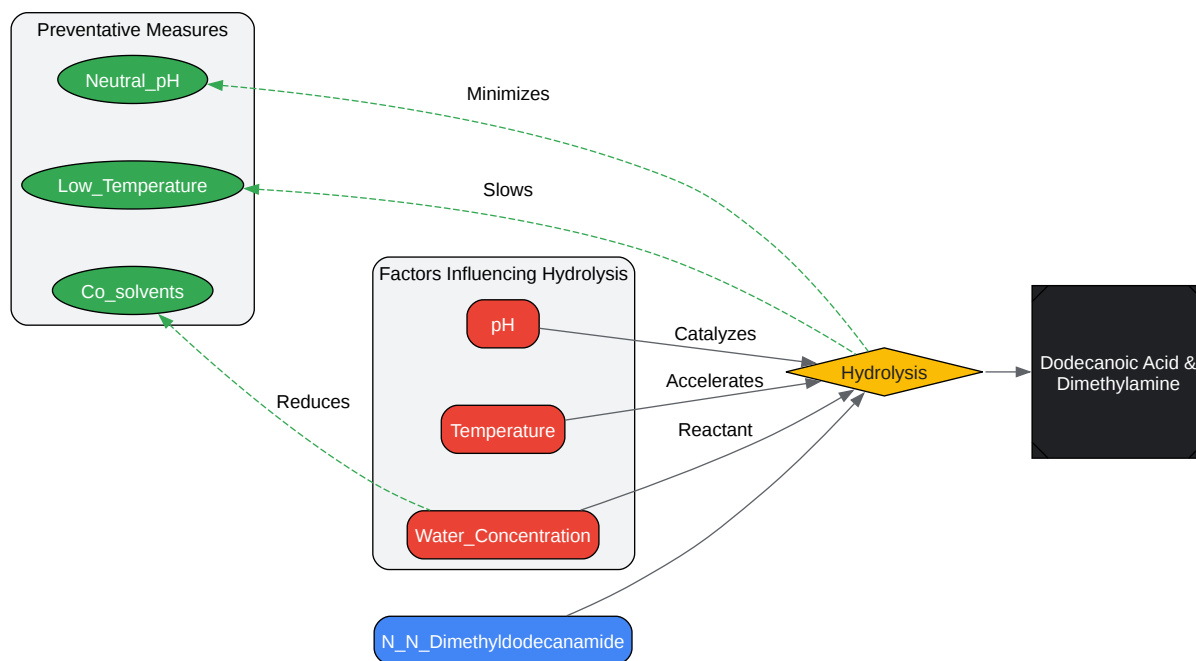 Preventative Measures
Neutral_pH
Minimizes
Low_Temperature
Slows
Co_solvents
Factors Influencing Hydrolysis
pH
Catalyzes
Temperature
Accelerates
Reactant
Reduces
Water_Concentration
N_N_Dimethyldodecanamide
Hydrolysis
Dodecanoic Acid &
Dimethylamine